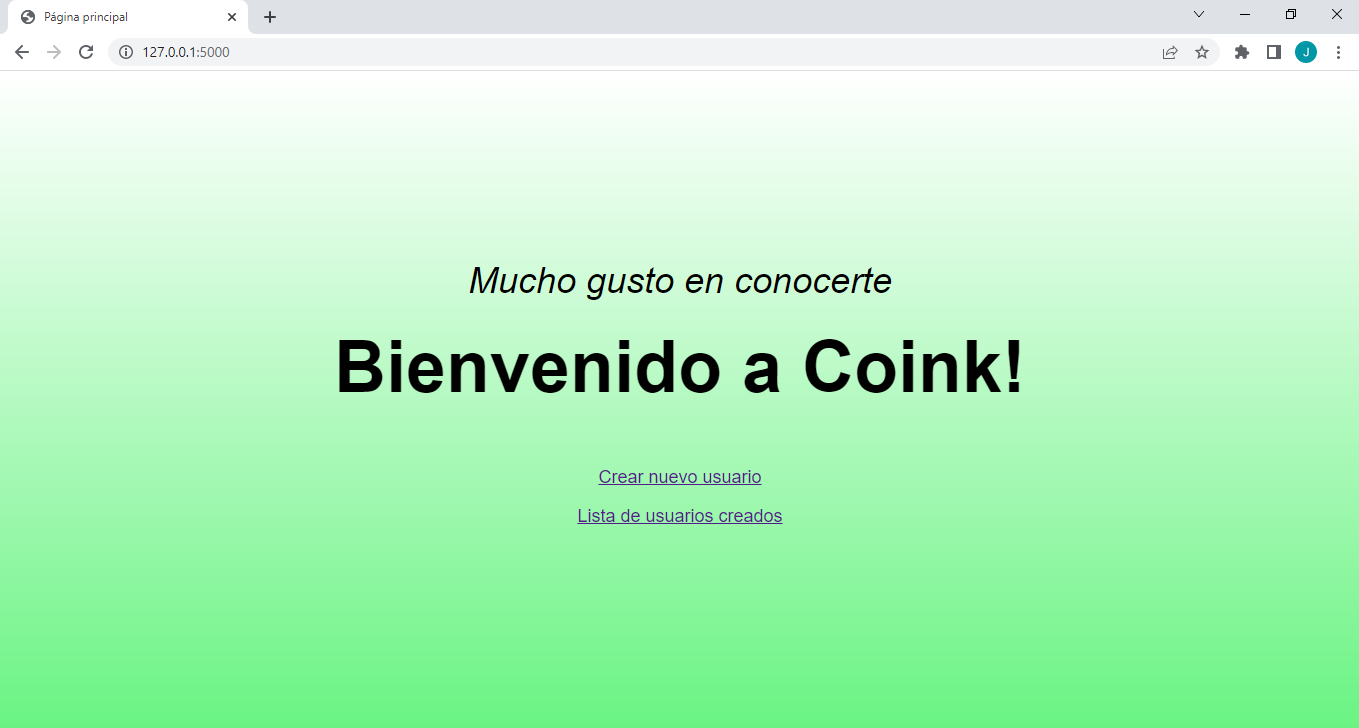 Página principal
127.0.0.1:5000
J
Mucho gusto en conocerte
Bienvenido a Coink!
Crear nuevo usuario
Lista de usuarios creados